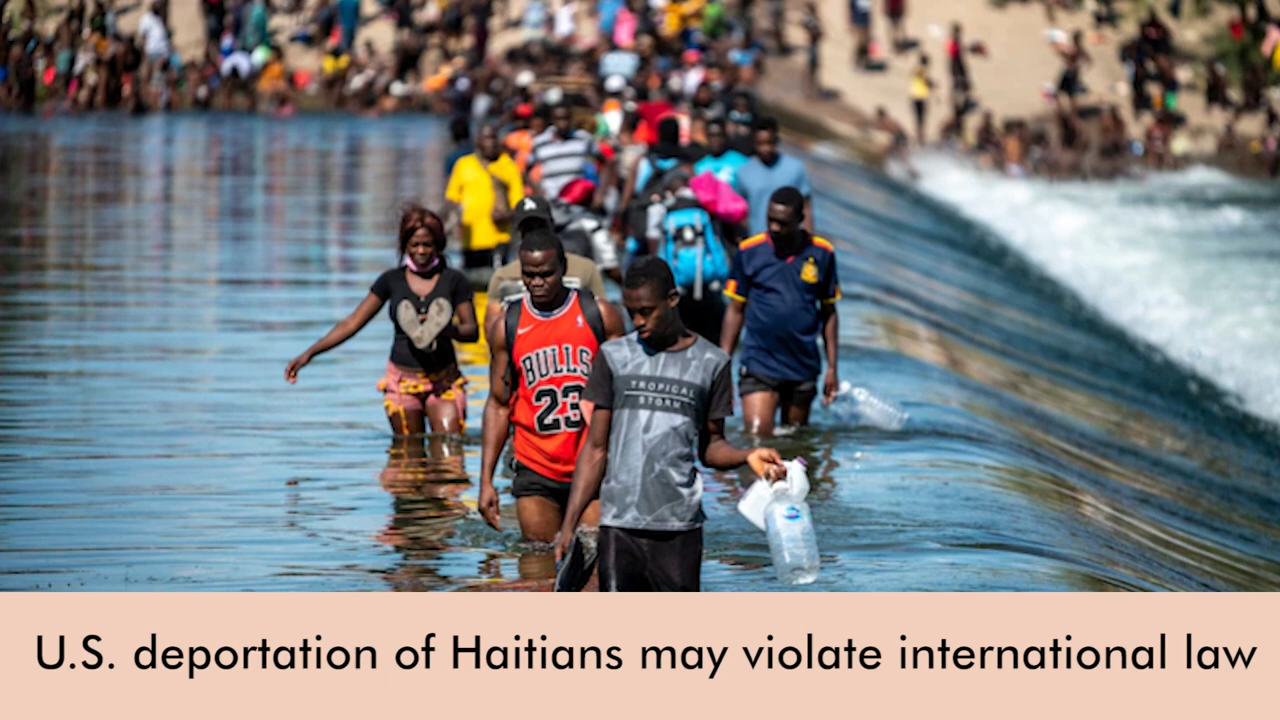 BULLS
23
TROPICAL
STORM
U.S. deportation of Haitians may violate international law